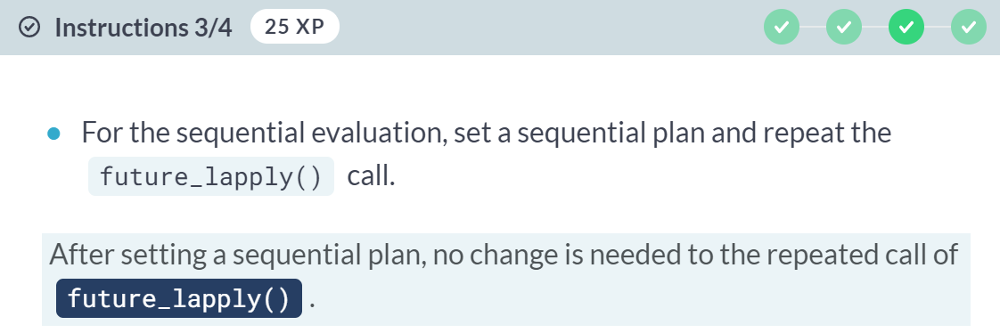 Instructions 3/4 25 XP
For the sequential evaluation, set a sequential plan and repeat the
future_lapply() call.
After setting a sequential plan, no change is needed to the repeated call of
future_lapply() .